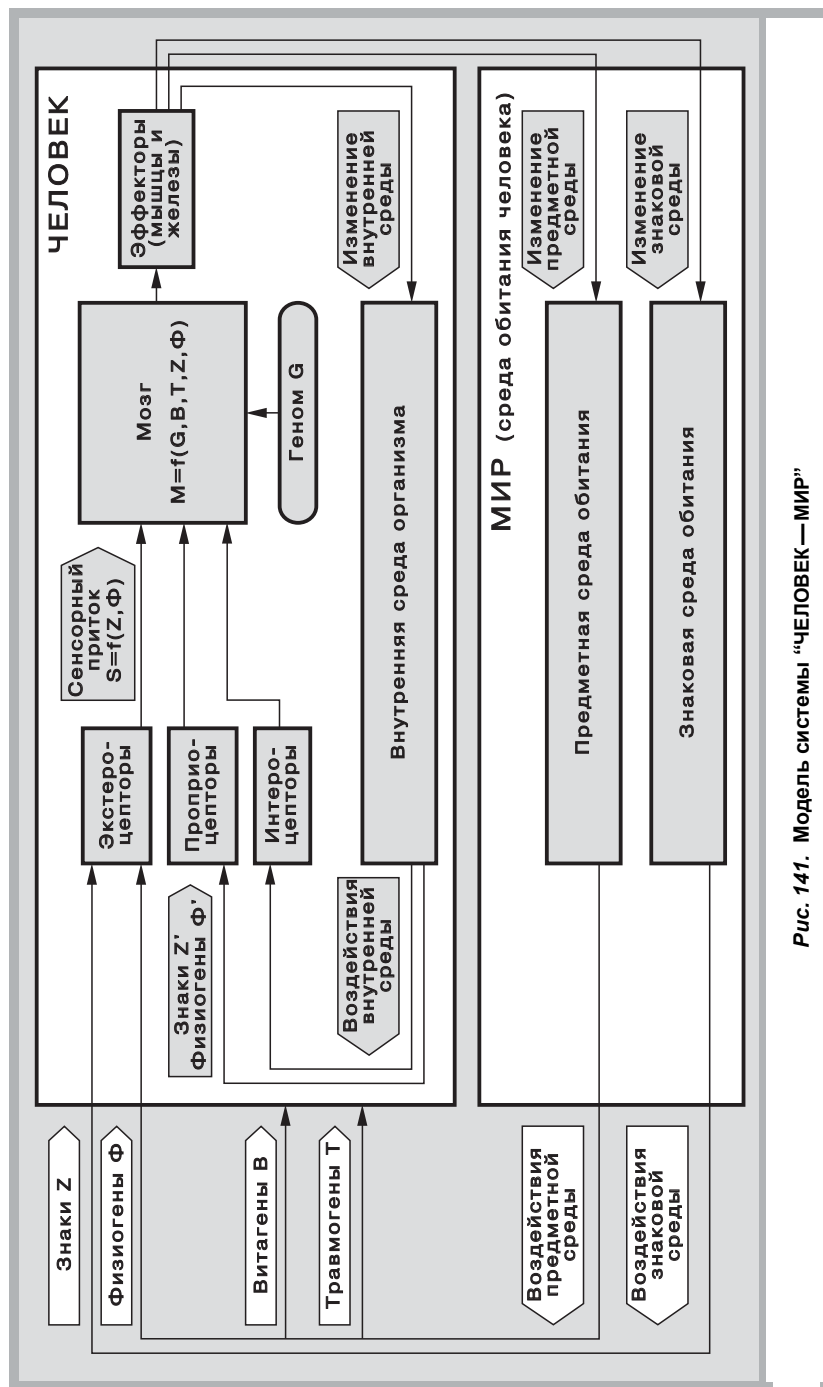 ЧЕЛОВЕК
Знаки Z
Физиогены Ф
Витагены В
Травмогены Т
Экстеро-
цепторы
Проприо-
цепторы
Интеро-
цепторы
Знаки Z'
Физиогены Ф'
Сенсорный
приток
S=f(Z,Ф)
Мозг
M=f(G,B,T,Z,Ф)
Геном G
Эффекторы
(мышцы и
железы)
Воздействия
внутренней
среды
Внутренняя среда организма
Изменение
внутренней
среды
МИР (среда обитания человека)
Воздействия
предметной
среды
Предметная среда обитания
Изменение
предметной
среды
Воздействия
знаковой
среды
Знаковая среда обитания
Изменение
знаковой
среды
Рис. 141. Модель системы “ЧЕЛОВЕК—МИР”